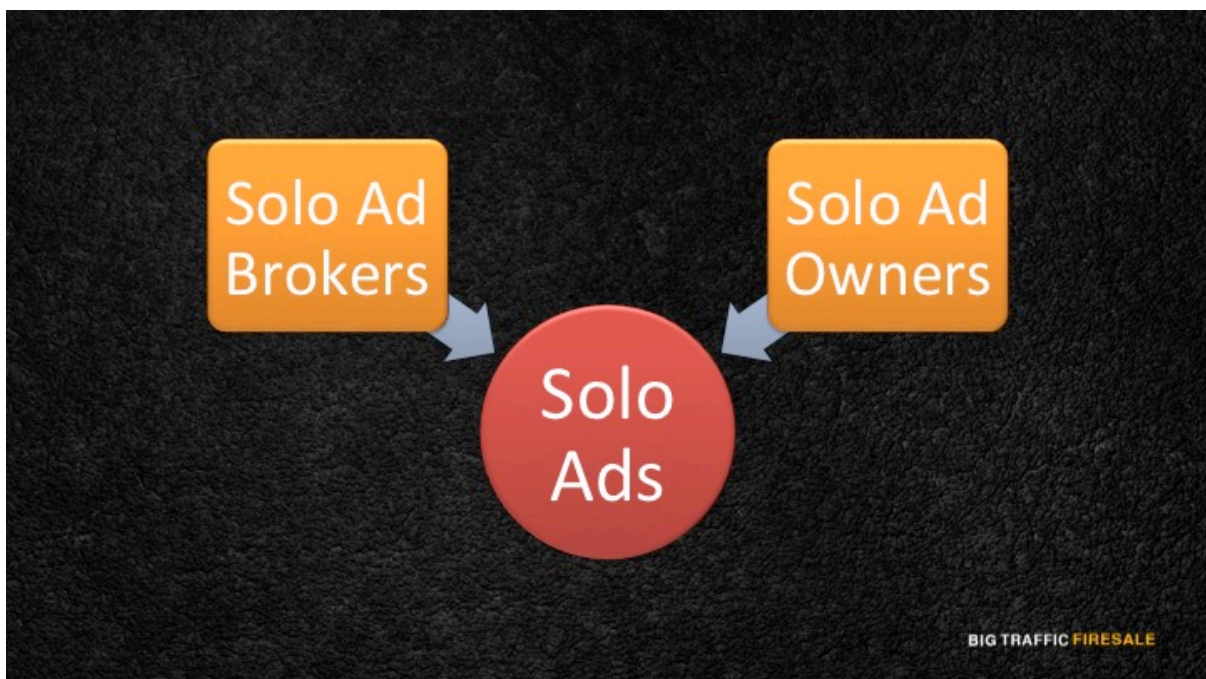 Solo Ad
Brokers
Solo Ad
Owners
Solo
Ads
BIG TRAFFIC FIRESALE